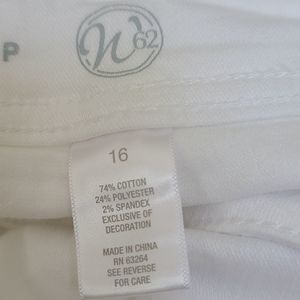 P
W 62
16
74% COTTON
24% POLYESTER
2% SPANDEX
EXCLUSIVE OF
DECORATION
MADE IN CHINA
RN 63264
SEE REVERSE
FOR CARE